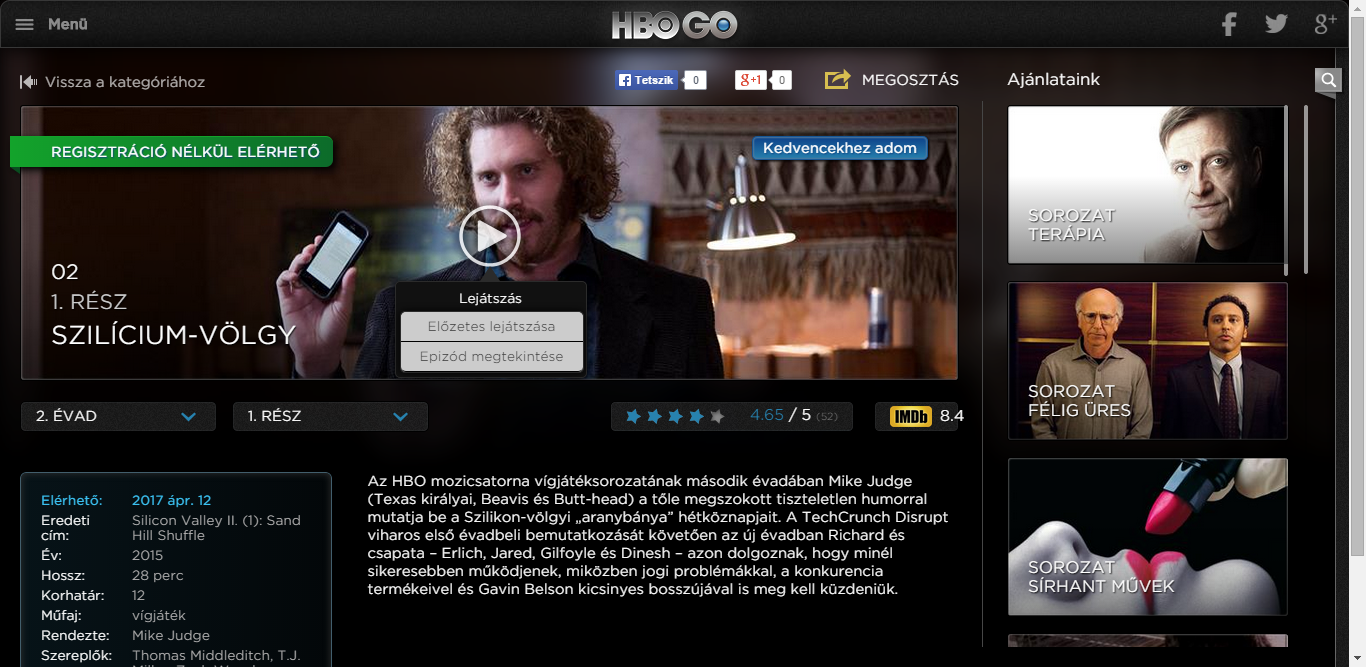 Menü
HBO GO
f
g+
Vissza a kategóriához
Tetszik 0
g+1 0
MEGOSZTÁS
Ajánlataink
REGISZTRÁCIÓ NÉLKÜL ELÉRHETŐ
Kedvencekhez adom
02
1. RÉSZ
SZILÍCIUM-VÖLGY
Lejátszás
Előzetes lejátszása
Epizód megtekintése
2. ÉVAD
1. RÉSZ
4.65 / 5 (52)
IMDb 8.4
Elérhető: 2017 ápr. 12
Eredeti cím: Silicon Valley II. (1): Sand
Hill Shuffle
Év: 2015
Hossz: 28 perc
Korhatár: 12
Műfaj: vígjáték
Rendezte: Mike Judge
Szereplők: Thomas Middleditch, T.J.
Az HBO mozicsatorna vígjátéksorozatának második évadában Mike Judge
(Texas királyai, Beavis és Butt-head) a tőle megszokott tiszteletlen humorral
mutatja be a Szilikon-völgyi „aranybánya” hétköznapjait. A TechCrunch Disrupt
viharos első évadbeli bemutatkozását követően az új évadban Richard és
csapata – Erlich, Jared, Gilfoyle és Dinesh – azon dolgoznak, hogy minél
sikeresebben működjenek, miközben jogi problémákkal, a konkurencia
termékeivel és Gavin Belson kicsinyes bosszújával is meg kell küzdeniük.
SOROZAT
TERÁPIA
SOROZAT
FÉLIG ÜRES
SOROZAT
SÍRHANT MŰVEK